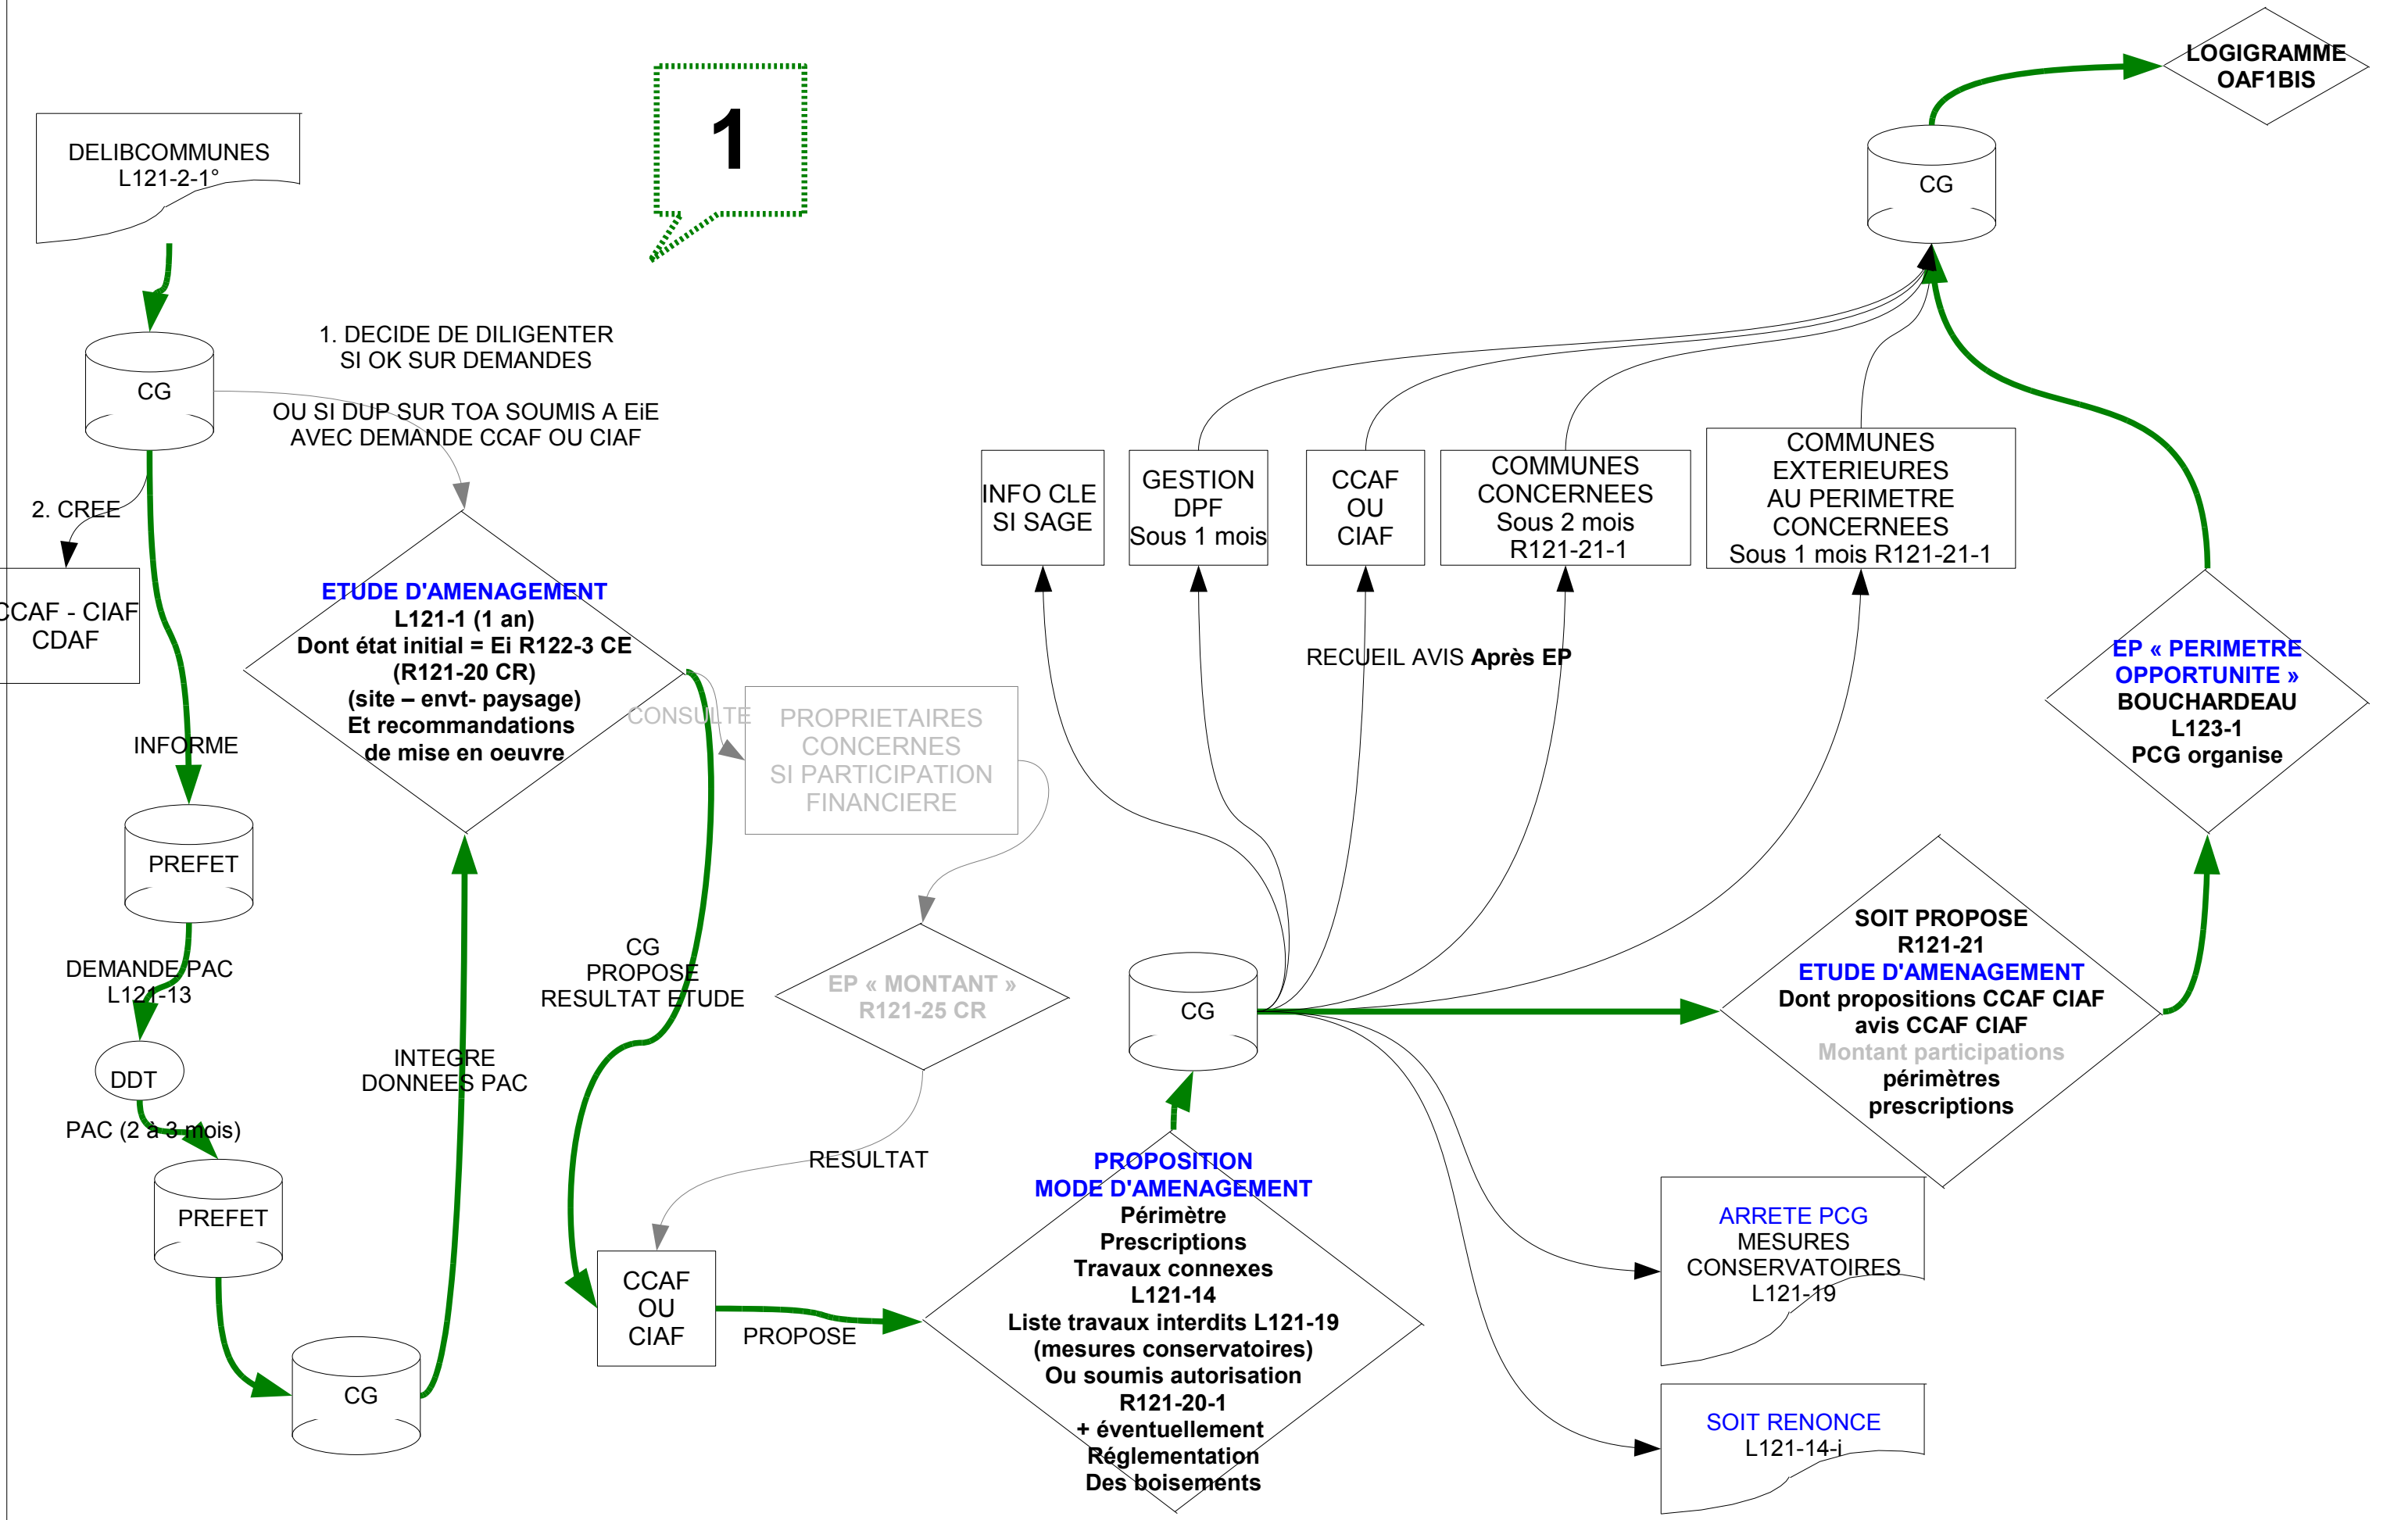 1
DELIBCOMMUNES
L121-2-1°
CG
1. DECIDE DE DILIGENTER
SI OK SUR DEMANDES
OU SI DUP SUR TOA SOUMIS A EiE
AVEC DEMANDE CCAF OU CIAF
2. CREE
CCAF - CIAF
CDAF
INFORME
PREFET
DEMANDE PAC
L121-13
DDT
PAC (2 à 3 mois)
PREFET
CG
INTEGRE
DONNEES PAC
ETUDE D'AMENAGEMENT
L121-1 (1 an)
Dont état initial = Ei R122-3 CE
(R121-20 CR)
(site – envt- paysage)
Et recommandations
de mise en oeuvre
CONSULTE
PROPRIETAIRES
CONCERNES
SI PARTICIPATION
FINANCIERE
EP « MONTANT »
R121-25 CR
RESULTAT
CG
PROPOSE
RESULTAT ETUDE
CCAF
OU
CIAF
PROPOSE
PROPOSITION
MODE D'AMENAGEMENT
Périmètre
Prescriptions
Travaux connexes
L121-14
Liste travaux interdits L121-19
(mesures conservatoires)
Ou soumis autorisation
R121-20-1
+ éventuellement
Réglementation
Des boisements
CG
INFO CLE
SI SAGE
GESTION
DPF
Sous 1 mois
CCAF
OU
CIAF
COMMUNES
CONCERNEES
Sous 2 mois
R121-21-1
COMMUNES
EXTERIEURES
AU PERIMETRE
CONCERNEES
Sous 1 mois R121-21-1
RECUEIL AVIS Après EP
SOIT PROPOSE
R121-21
ETUDE D'AMENAGEMENT
Dont propositions CCAF CIAF
avis CCAF CIAF
Montant participations
périmètres
prescriptions
ARRETE PCG
MESURES
CONSERVATOIRES
L121-19
SOIT RENONCE
L121-14-i
EP « PERIMETRE
OPPORTUNITE »
BOUCHARDEAU
L123-1
PCG organise
CG
LOGIGRAMME
OAF1BIS